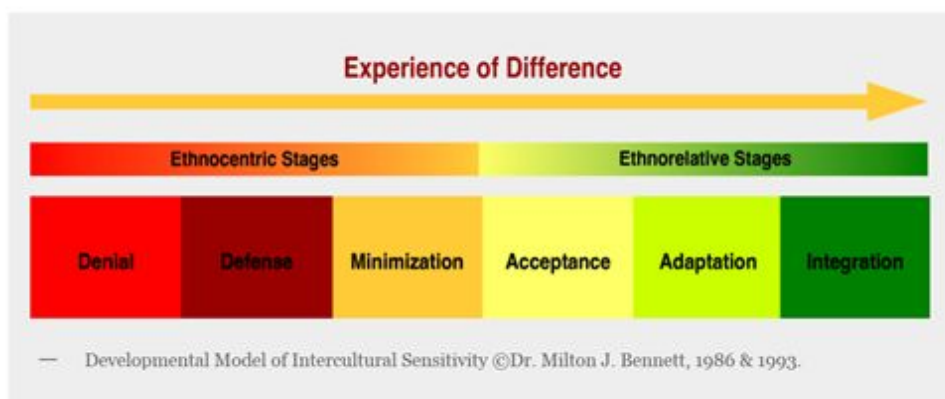 Experience of Difference
Ethnocentric Stages Ethnorelative Stages
Denial Defense Minimization Acceptance Adaptation Integration
— Developmental Model of Intercultural Sensitivity ©Dr. Milton J. Bennett, 1986 & 1993.